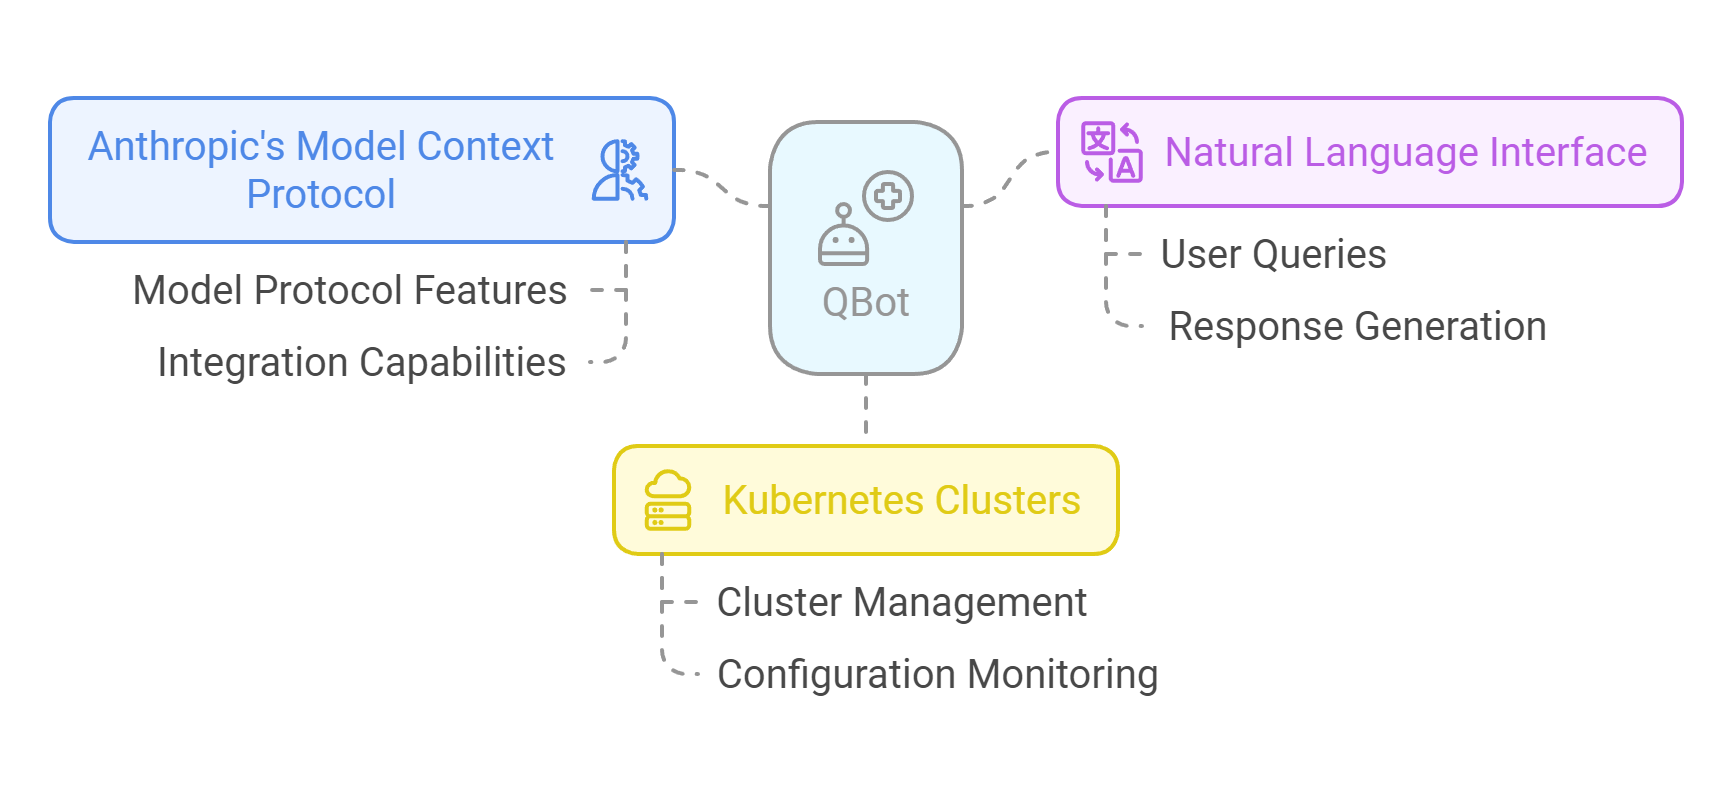 Anthropic's Model Context
Protocol
Model Protocol Features
Integration Capabilities
QBot
Natural Language Interface
User Queries
Response Generation
Kubernetes Clusters
Cluster Management
Configuration Monitoring